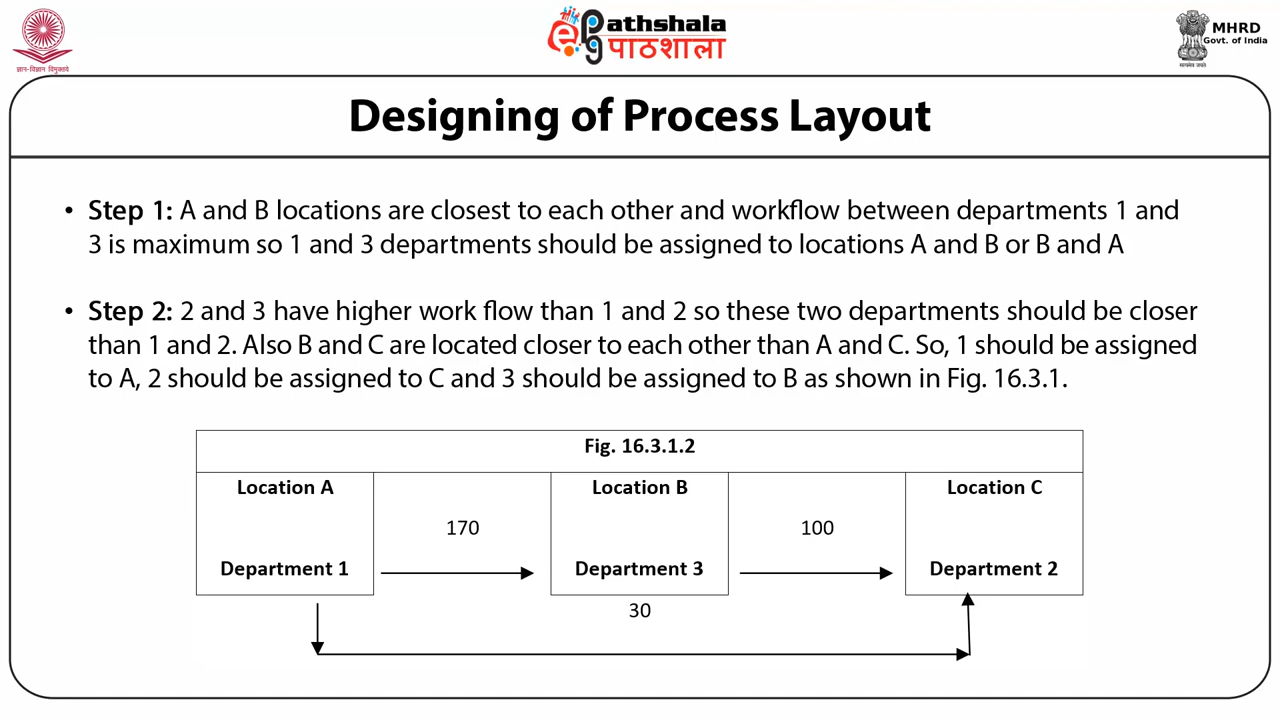 ज्ञान-विज्ञान विमुक्तये
ePathshala
पाठशाला
MHRD
Govt. of India
सत्यमेव जयते
Designing of Process Layout
• Step 1: A and B locations are closest to each other and workflow between departments 1 and
3 is maximum so 1 and 3 departments should be assigned to locations A and B or B and A
• Step 2: 2 and 3 have higher work flow than 1 and 2 so these two departments should be closer
than 1 and 2. Also B and C are located closer to each other than A and C. So, 1 should be assigned
to A, 2 should be assigned to C and 3 should be assigned to B as shown in Fig. 16.3.1.
Fig. 16.3.1.2
Location A
Location B
Location C
170
100
Department 1
Department 3
Department 2
30